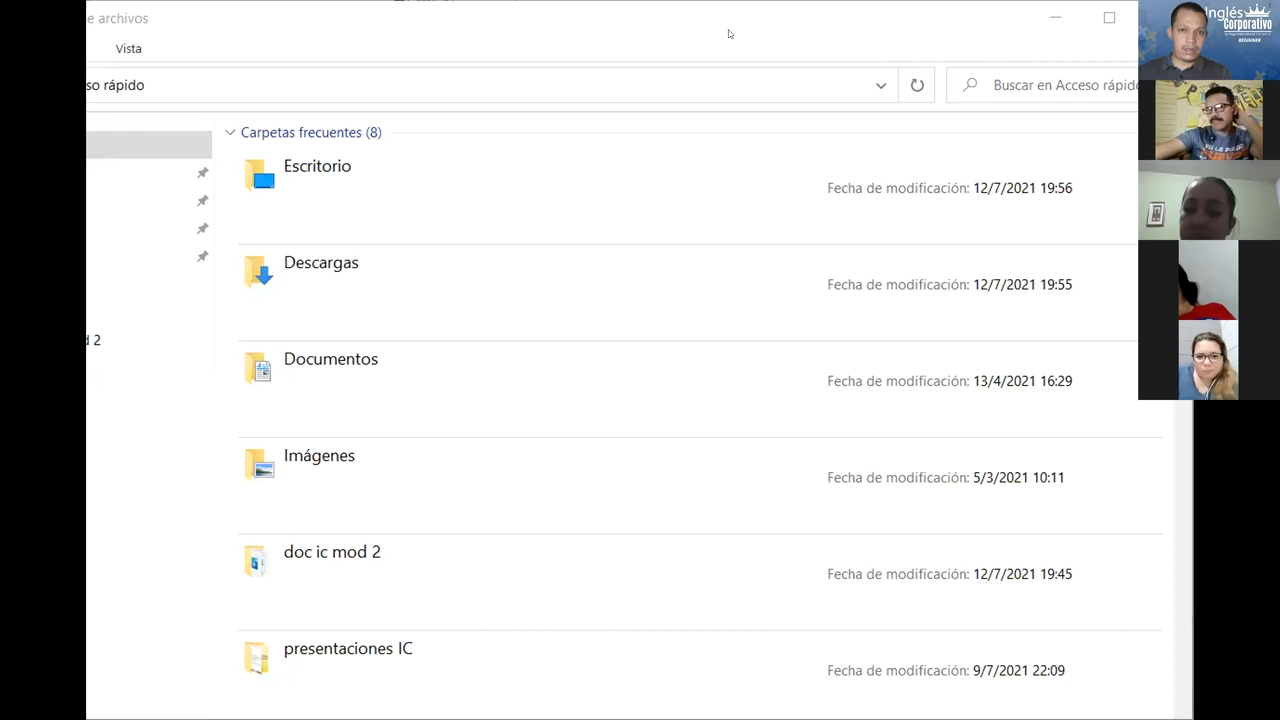 e archivos
Vista
so rápido
Buscar en Acceso rápido
Carpetas frecuentes (8)
Escritorio
Fecha de modificación: 12/7/2021 19:56
Descargas
Fecha de modificación: 12/7/2021 19:55
Documentos
Fecha de modificación: 13/4/2021 16:29
d 2
Imágenes
Fecha de modificación: 5/3/2021 10:11
doc ic mod 2
Fecha de modificación: 12/7/2021 19:45
presentaciones IC
Fecha de modificación: 9/7/2021 22:09
Inglés
Corporativo
BEGINNER